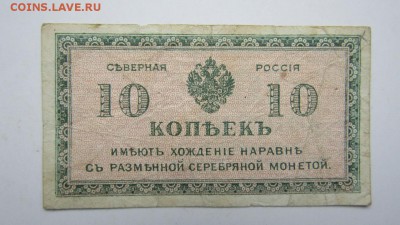 COINS.LAVE.RU
СѢВЕРНАЯ РОССІЯ
10 10
КОПѢЕКЪ
ИМѢЮТЪ ХОЖДЕНІЕ НАРАВНѢ
СЪ РАЗМѢННОЙ СЕРЕБРЯНОЙ МОНЕТОЙ.